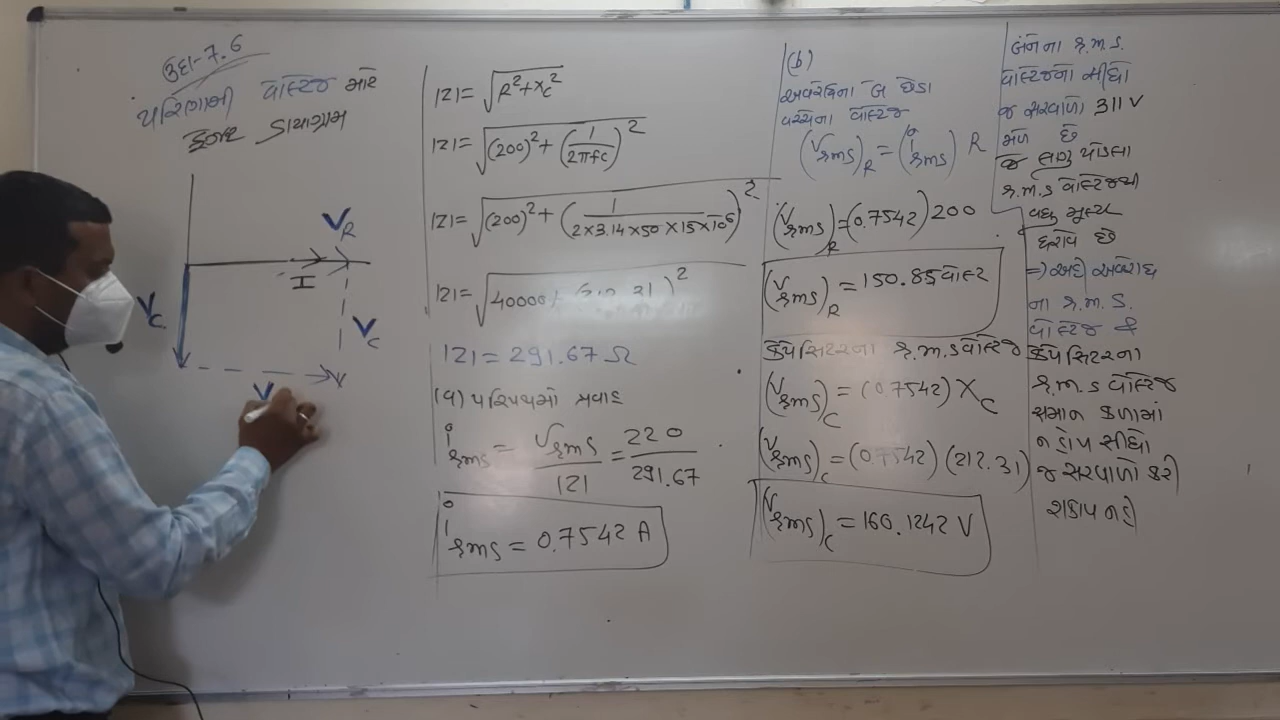 ઉદા-7.6
પરિણામી વોલ્ટેજ માટે
ફેઝર ડાયાગ્રામ
V_R
I
V_C
V_C
V
|Z| = √(R² + X_C²)
|Z| = √((200)² + (1/2πfc)²)
|Z| = √((200)² + (1/(2×3.14×50×15×10⁻⁶))²)
|Z| = √(40000 + (212.31)²)
|Z| = 291.67 Ω
(a) પરિપથમાં પ્રવાહ
i_rms = V_rms/|Z| = 220/291.67
i_rms = 0.7542 A
(b)
અવરોધના બે છેડા
વચ્ચેના વોલ્ટેજ
(V_rms)_R = (i_rms) R
(V_rms)_R = (0.7542) 200
(V_rms)_R = 150.85 વોલ્ટ
કેપેસિટરના r.m.s વોલ્ટેજ
(V_rms)_C = (0.7542) X_C
(V_rms)_C = (0.7542) (212.31)
(V_rms)_C = 160.1242 V
બંનેના r.m.s.
વોલ્ટેજનો સીધો
જ સરવાળો 311 V
મળે છે
જે લાગુ પાડેલા
r.m.s વોલ્ટેજથી
વધુ મૂલ્ય
ધરાવે છે
⇒ અહીં અવરોધ
ના r.m.s.
વોલ્ટેજ &
કેપેસિટરના
r.m.s વોલ્ટેજ
સમાન કળામાં
ન હોય સીધો
જ સરવાળો કરી
શકાય નહીં